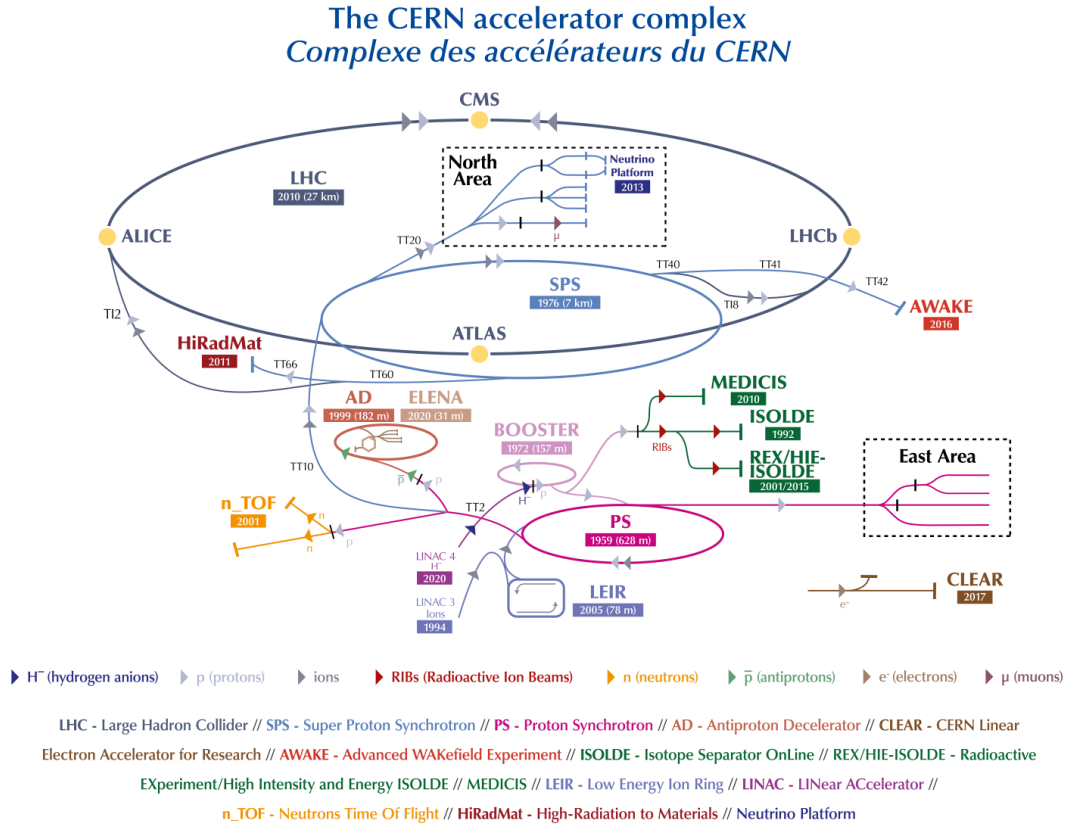 The CERN accelerator complex
Complexe des accélérateurs du CERN
CMS
North
Area
Neutrino
Platform
2013
LHC
2010 (27 km)
TT20
μ
ALICE
LHCb
TT40
TT41
TT42
SPS
1976 (7 km)
TI8
AWAKE
2016
TI2
ATLAS
HiRadMat
2011
TT66
TT60
AD
1999 (182 m)
ELENA
2020 (31 m)
MEDICIS
2010
BOOSTER
1972 (157 m)
ISOLDE
1992
RIBs
REX/HIE-
ISOLDE
2001/2015
East Area
TT10
p̅
p
H⁻
p
n_TOF
2001
n
n
p
TT2
PS
1959 (628 m)
LINAC 4
H⁻
2020
LINAC 3
Ions
1994
LEIR
2005 (78 m)
e⁻
CLEAR
2017
H⁻ (hydrogen anions)
p (protons)
ions
RIBs (Radioactive Ion Beams)
n (neutrons)
p̅ (antiprotons)
e⁻ (electrons)
μ (muons)
LHC - Large Hadron Collider // SPS - Super Proton Synchrotron // PS - Proton Synchrotron // AD - Antiproton Decelerator // CLEAR - CERN Linear
Electron Accelerator for Research // AWAKE - Advanced WAKefield Experiment // ISOLDE - Isotope Separator OnLine // REX/HIE-ISOLDE - Radioactive
EXperiment/High Intensity and Energy ISOLDE // MEDICIS // LEIR - Low Energy Ion Ring // LINAC - LINear ACcelerator //
n_TOF - Neutrons Time Of Flight // HiRadMat - High-Radiation to Materials // Neutrino Platform